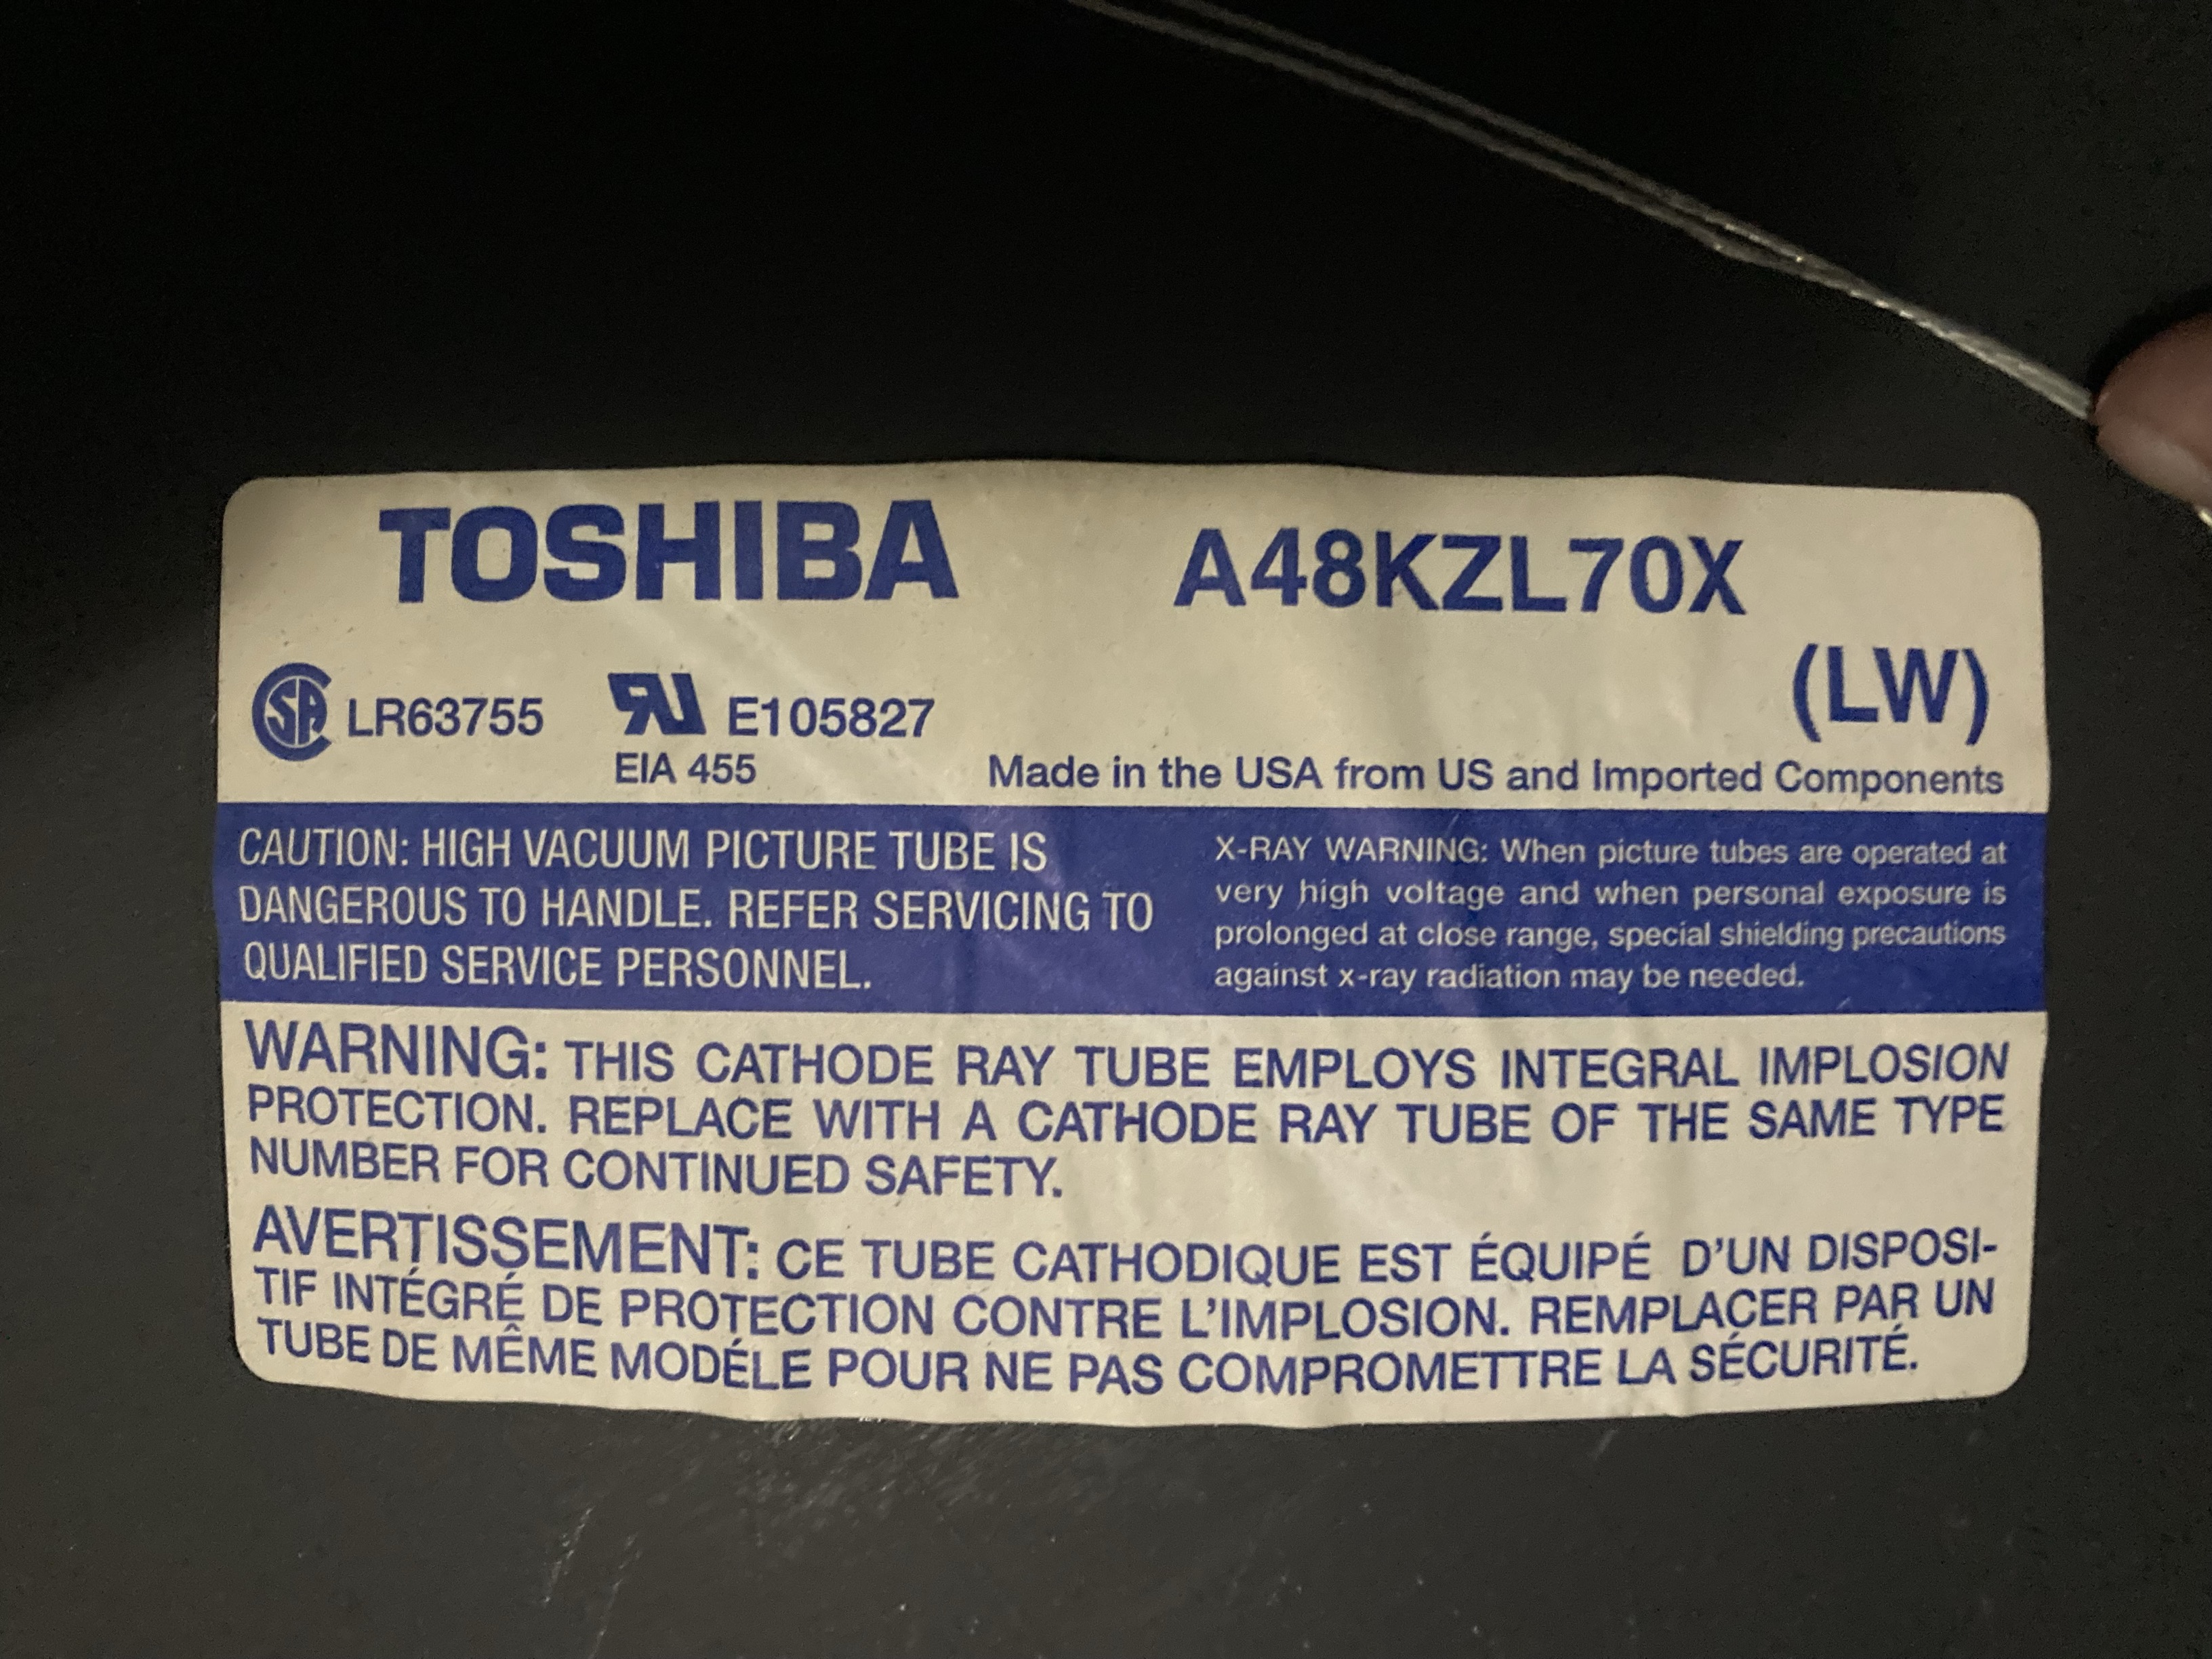 TOSHIBA A48KZL70X
(LW)
CSA LR63755 RU E105827
EIA 455 Made in the USA from US and Imported Components
CAUTION: HIGH VACUUM PICTURE TUBE IS
DANGEROUS TO HANDLE. REFER SERVICING TO
QUALIFIED SERVICE PERSONNEL.
X-RAY WARNING: When picture tubes are operated at
very high voltage and when personal exposure is
prolonged at close range, special shielding precautions
against x-ray radiation may be needed.
WARNING: THIS CATHODE RAY TUBE EMPLOYS INTEGRAL IMPLOSION
PROTECTION. REPLACE WITH A CATHODE RAY TUBE OF THE SAME TYPE
NUMBER FOR CONTINUED SAFETY.
AVERTISSEMENT: CE TUBE CATHODIQUE EST ÉQUIPÉ D'UN DISPOSI-
TIF INTÉGRÉ DE PROTECTION CONTRE L'IMPLOSION. REMPLACER PAR UN
TUBE DE MÊME MODÉLE POUR NE PAS COMPROMETTRE LA SÉCURITÉ.